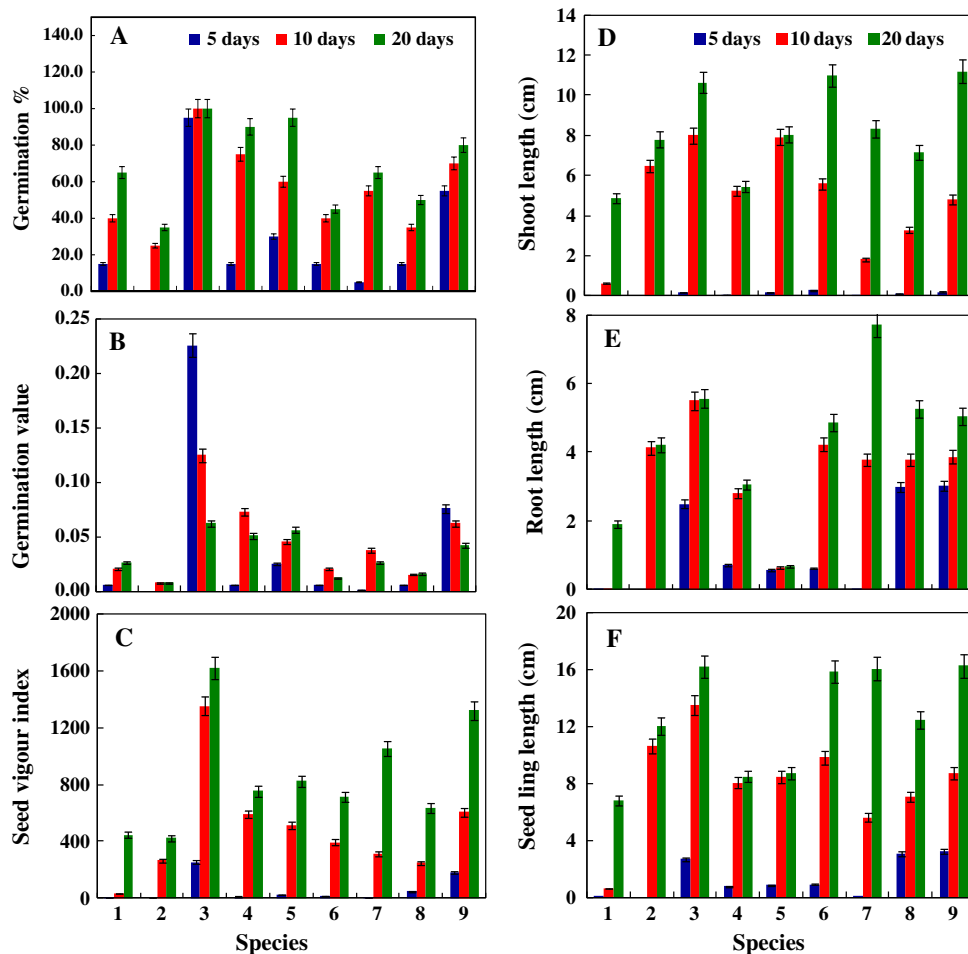 A
5 days 10 days 20 days
140.0
120.0
100.0
80.0
60.0
40.0
20.0
0.0
Germination %
B
0.25
0.20
0.15
0.10
0.05
0.00
Germination value
C
2000
1600
1200
800
400
0
Seed vigour index
1 2 3 4 5 6 7 8 9
Species
D
5 days 10 days 20 days
14
12
10
8
6
4
2
0
Shoot length (cm)
E
8
6
4
2
0
Root length (cm)
F
20
16
12
8
4
0
Seed ling length (cm)
1 2 3 4 5 6 7 8 9
Species